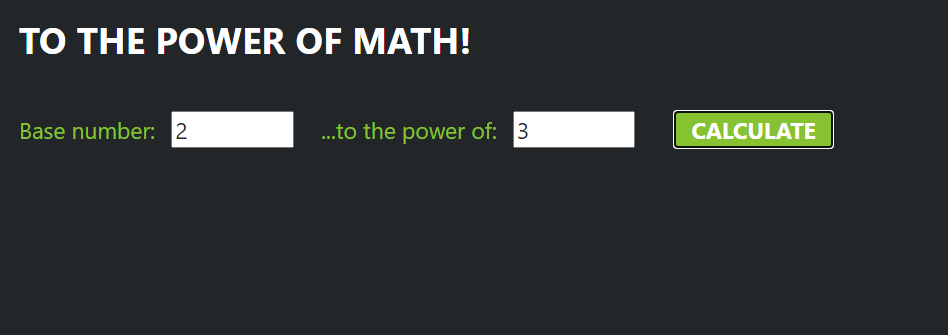 TO THE POWER OF MATH!
Base number: 2 ...to the power of: 3 CALCULATE